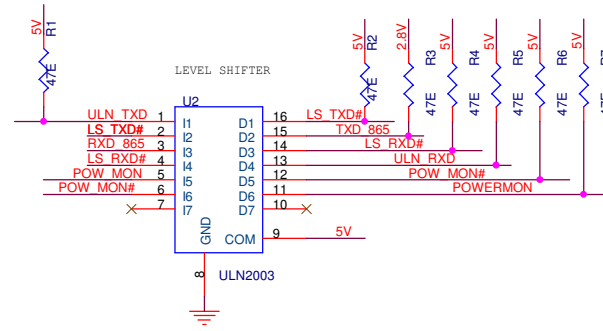 5V R1 47E
5V R2 47E
2.8V R3 47E
5V R4 47E
5V R5 47E
5V R6 47E
5V R7 47E
LEVEL SHIFTER
U2
ULN_TXD 1 I1 D1 16 LS_TXD#
LS_TXD# 2 I2 D2 15 TXD_865
RXD_865 3 I3 D3 14 LS_RXD#
LS_RXD# 4 I4 D4 13 ULN_RXD
POW_MON 5 I5 D5 12 POW_MON#
POW_MON# 6 I6 D6 11 POWERMON
7 I7 D7 10
GND COM 9 5V
8 ULN2003